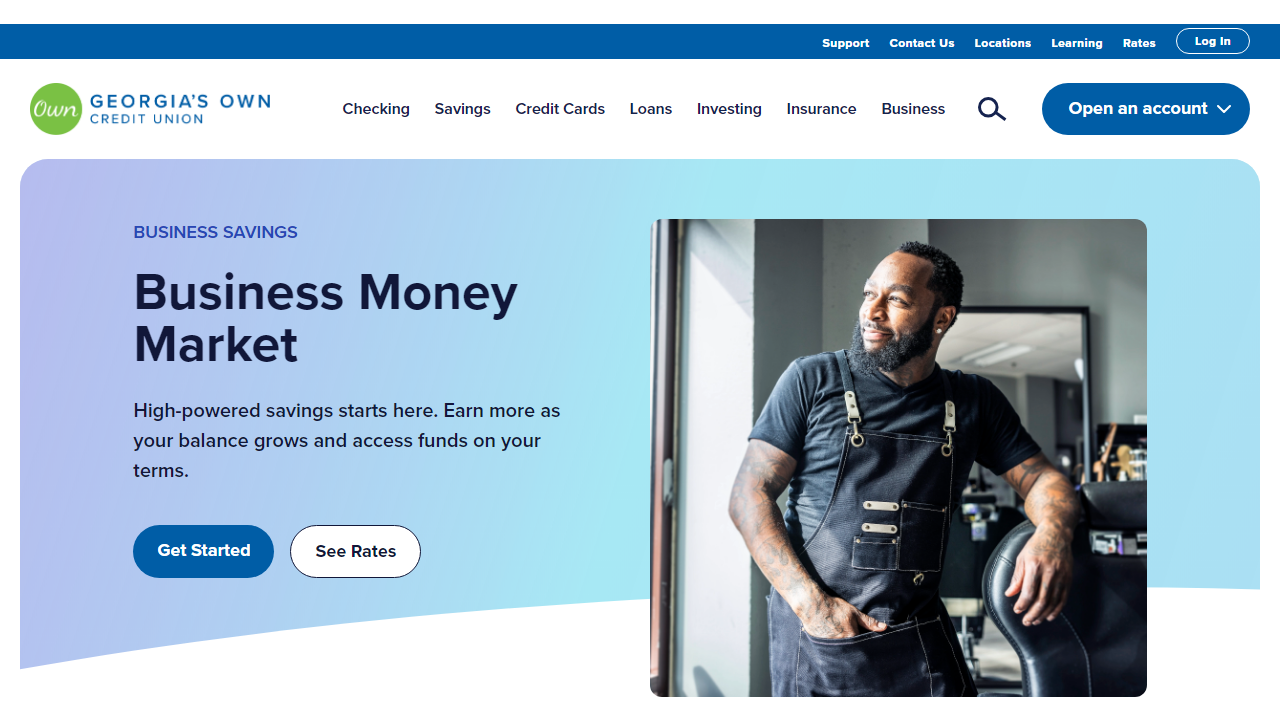 Support Contact Us Locations Learning Rates Log In
Own GEORGIA'S OWN
CREDIT UNION
Checking Savings Credit Cards Loans Investing Insurance Business Open an account
BUSINESS SAVINGS
Business Money
Market
High-powered savings starts here. Earn more as
your balance grows and access funds on your
terms.
Get Started See Rates